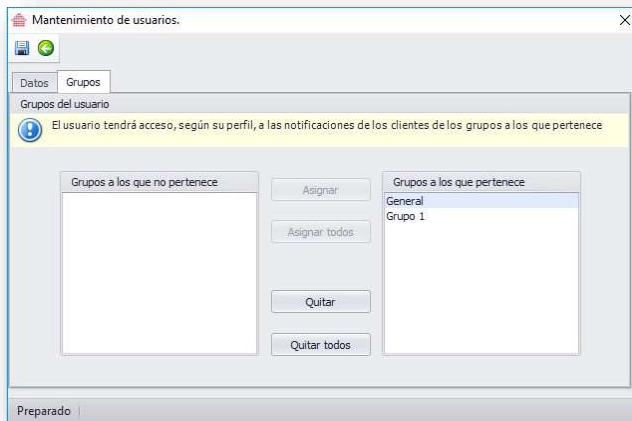 Mantenimiento de usuarios.
Datos
Grupos
Grupos del usuario
El usuario tendrá acceso, según su perfil, a las notificaciones de los clientes de los grupos a los que pertenece
Grupos a los que no pertenece
Asignar
Asignar todos
Quitar
Quitar todos
Grupos a los que pertenece
General
Grupo 1
Preparado